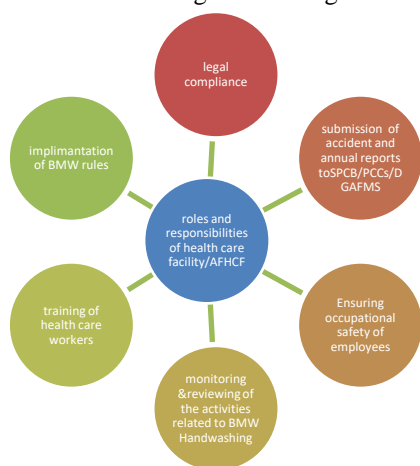 legal
compliance
submission of
accident and
annual reports
toSPCB/PCCs/D
GAFMS
implimantation
of BMW rules
roles and
responsibilities
of health care
facility/AFHCF
training of
health care
workers
Ensuring
occupational
safety of
employees
monitoring
&reviewing of
the activities
related to BMW
Handwashing